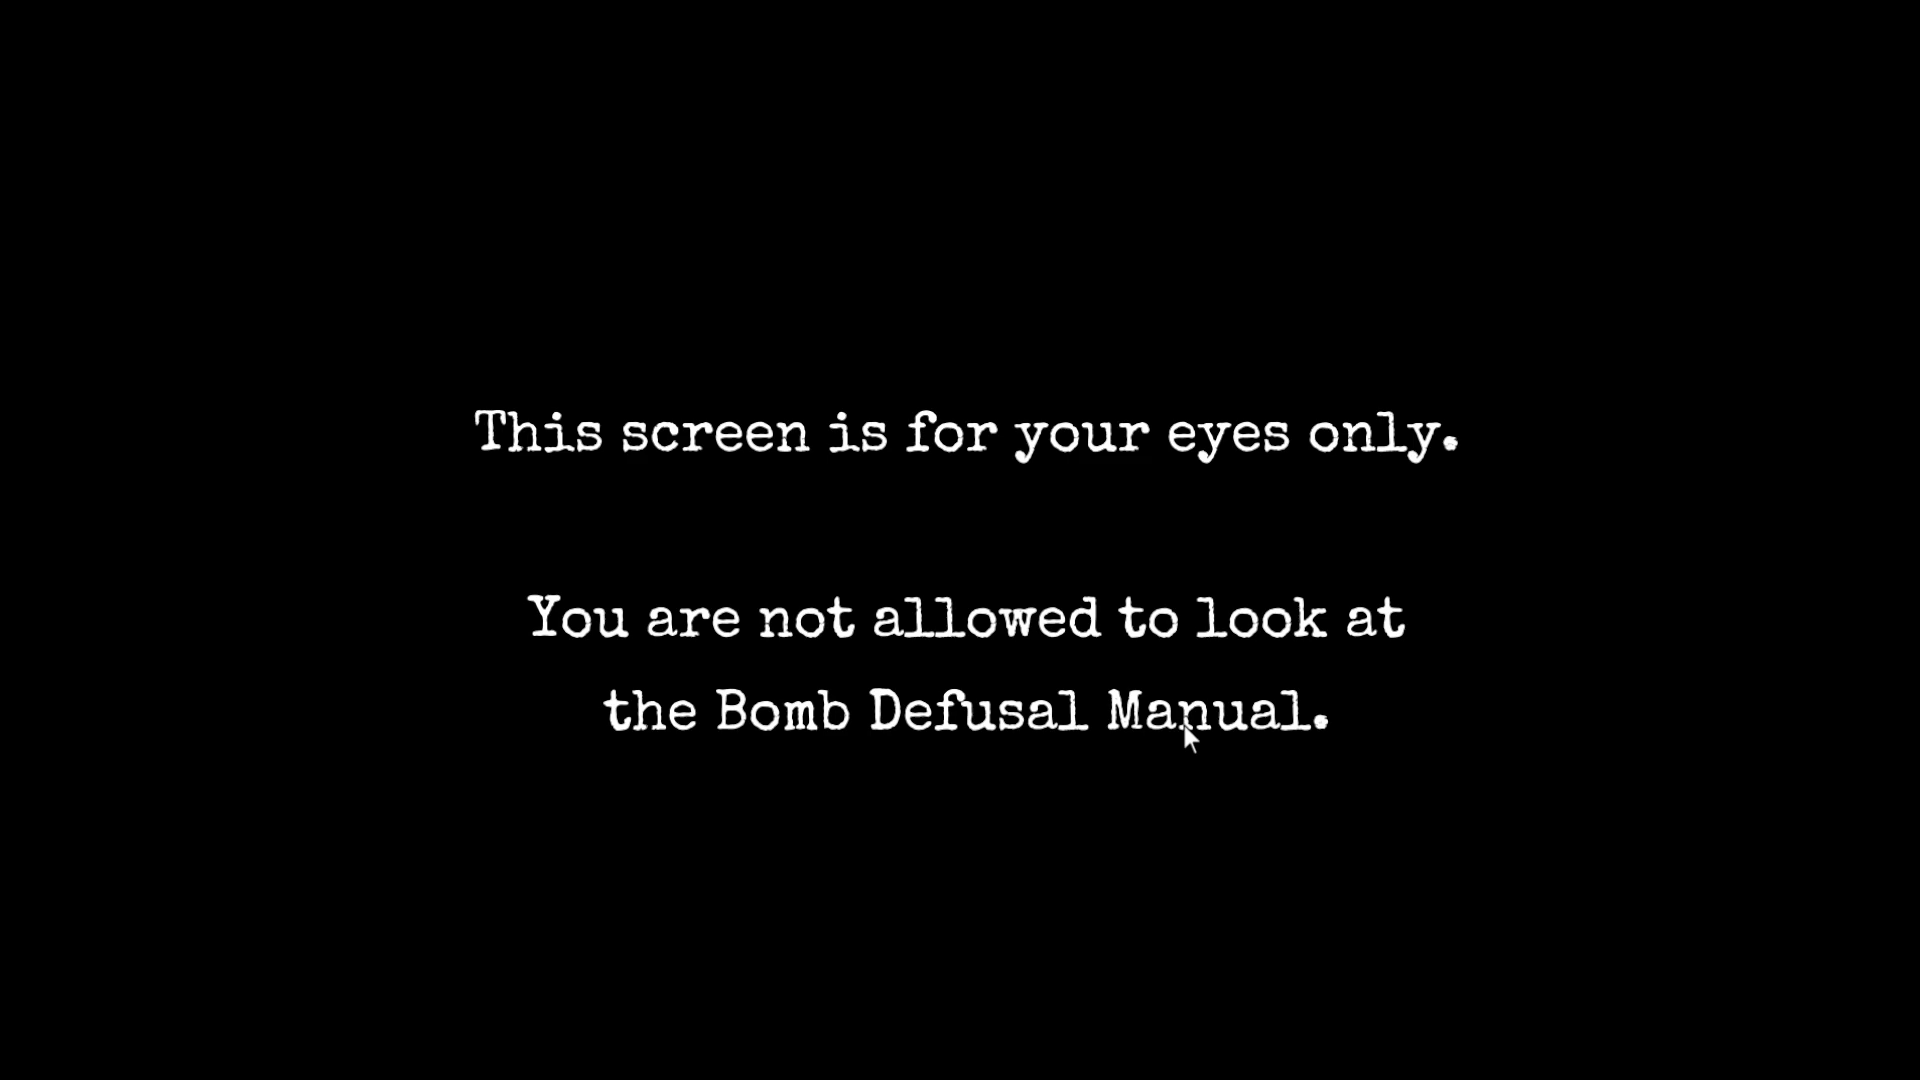 This screen is for your eyes only.
You are not allowed to look at
the Bomb Defusal Manual.